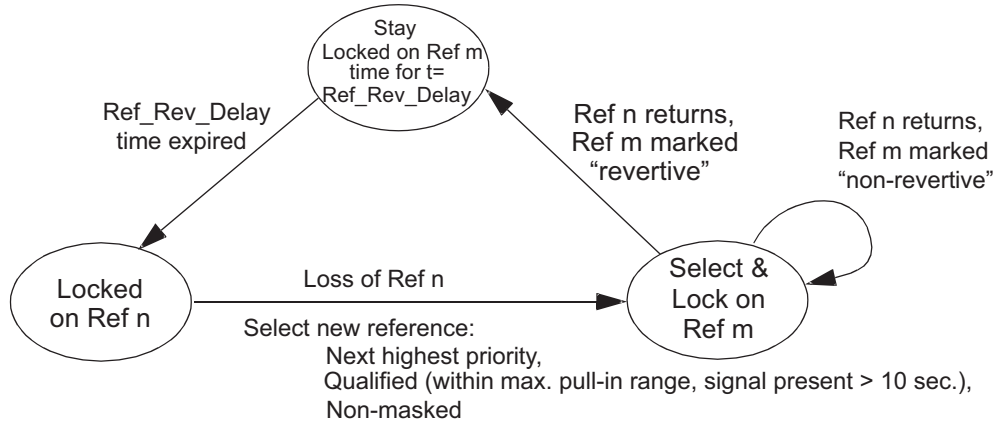 Stay
Locked on Ref m
time for t=
Ref_Rev_Delay
Ref_Rev_Delay
time expired
Ref n returns,
Ref m marked
“revertive”
Ref n returns,
Ref m marked
“non-revertive”
Locked
on Ref n
Loss of Ref n
Select &
Lock on
Ref m
Select new reference:
Next highest priority,
Qualified (within max. pull-in range, signal present > 10 sec.),
Non-masked